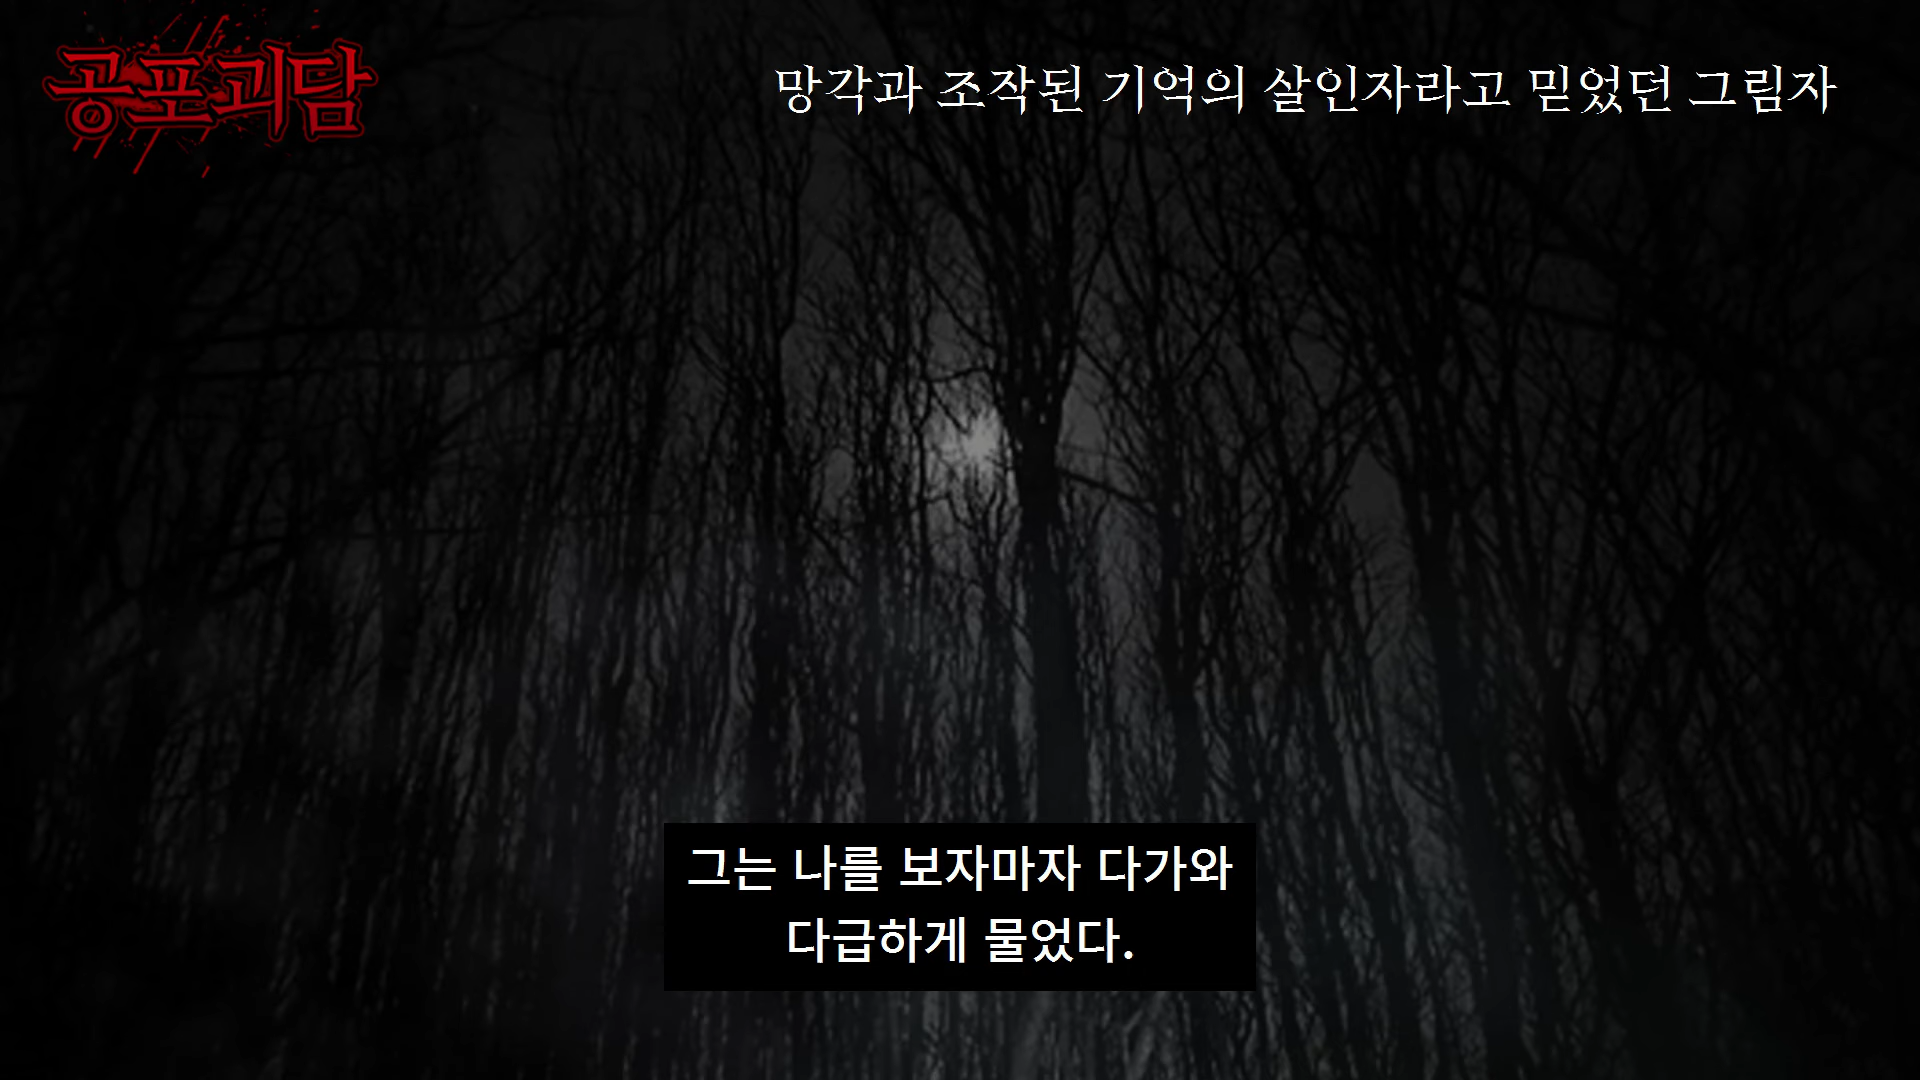 공포괴담
망각과 조작된 기억의 살인자라고 믿었던 그림자
그는 나를 보자마자 다가와
다급하게 물었다.